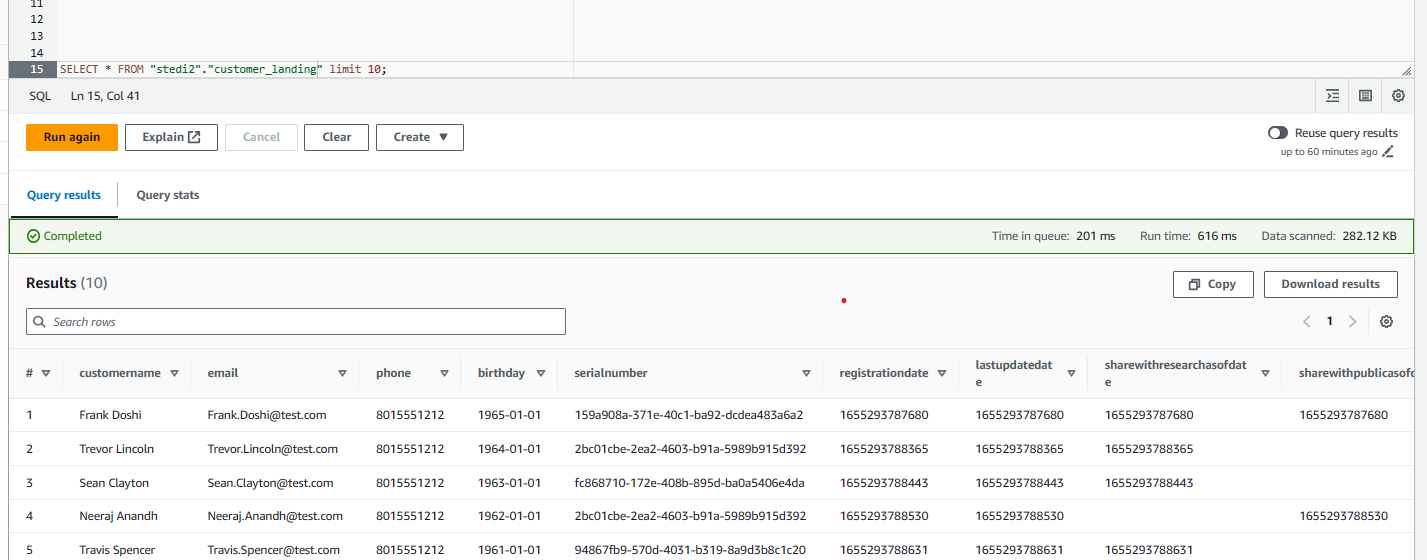 11
12
13
14
15 SELECT * FROM "stedi2"."customer_landing" limit 10;
SQL Ln 15, Col 41
Run again Explain Cancel Clear Create Reuse query results
up to 60 minutes ago
Query results Query stats
Completed Time in queue: 201 ms Run time: 616 ms Data scanned: 282.12 KB
Results (10) Copy Download results
Search rows 1
# customername email phone birthday serialnumber registrationdate lastupdatedat
e sharewithresearchasofdat
e sharewithpublicasofd
1 Frank Doshi Frank.Doshi@test.com 8015551212 1965-01-01 159a908a-371e-40c1-ba92-dcdea483a6a2 1655293787680 1655293787680 1655293787680 1655293787680
2 Trevor Lincoln Trevor.Lincoln@test.com 8015551212 1964-01-01 2bc01cbe-2ea2-4603-b91a-5989b915d392 1655293788365 1655293788365 1655293788365
3 Sean Clayton Sean.Clayton@test.com 8015551212 1963-01-01 fc868710-172e-408b-895d-ba0a5406e4da 1655293788443 1655293788443 1655293788443
4 Neeraj Anandh Neeraj.Anandh@test.com 8015551212 1962-01-01 2bc01cbe-2ea2-4603-b91a-5989b915d392 1655293788530 1655293788530 1655293788530
5 Travis Spencer Travis.Spencer@test.com 8015551212 1961-01-01 94867fb9-570d-4031-b319-8a9d3b8c1c20 1655293788631 1655293788631 1655293788631